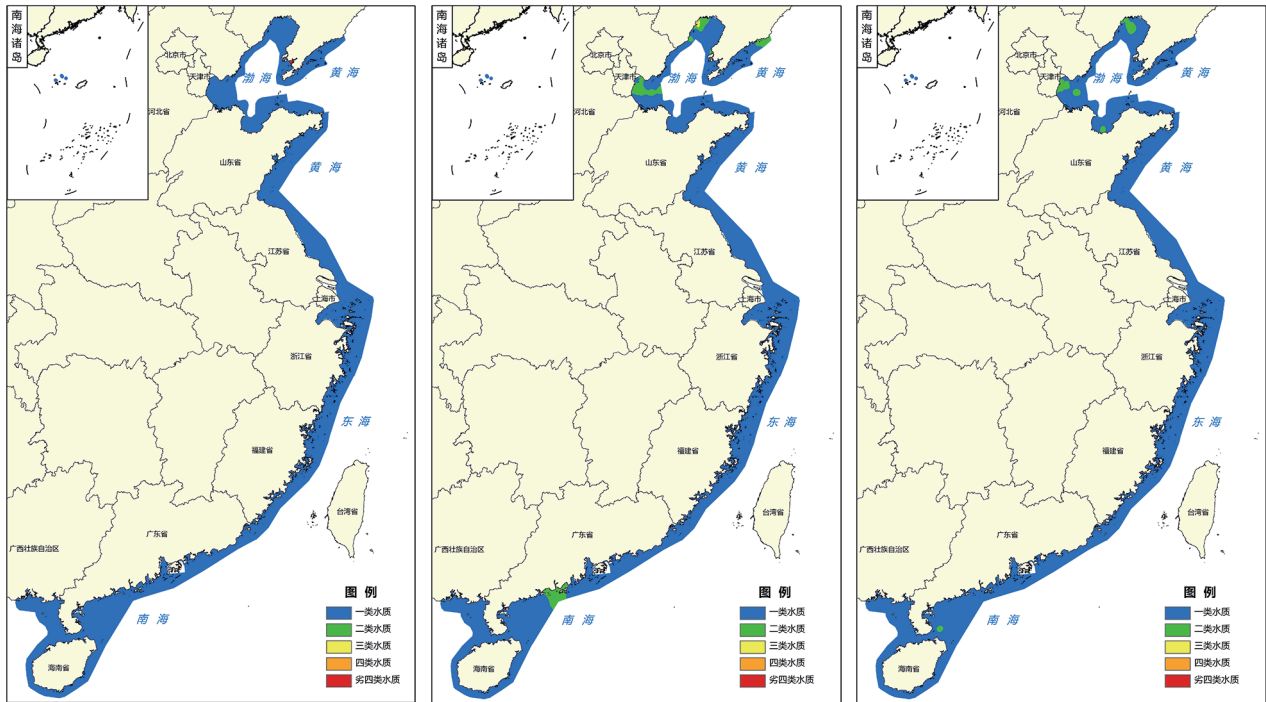 南海诸岛
北京市
天津市
渤海
黄海
河北省
山东省
黄海
江苏省
上海市
浙江省
东海
福建省
台湾省
广东省
广西壮族自治区
南海
海南省
图例
一类水质
二类水质
三类水质
四类水质
劣四类水质
南海诸岛
北京市
天津市
渤海
黄海
河北省
山东省
黄海
江苏省
上海市
浙江省
东海
福建省
台湾省
广东省
广西壮族自治区
南海
海南省
图例
一类水质
二类水质
三类水质
四类水质
劣四类水质
南海诸岛
北京市
天津市
渤海
黄海
河北省
山东省
黄海
江苏省
上海市
浙江省
东海
福建省
台湾省
广东省
广西壮族自治区
南海
海南省
图例
一类水质
二类水质
三类水质
四类水质
劣四类水质